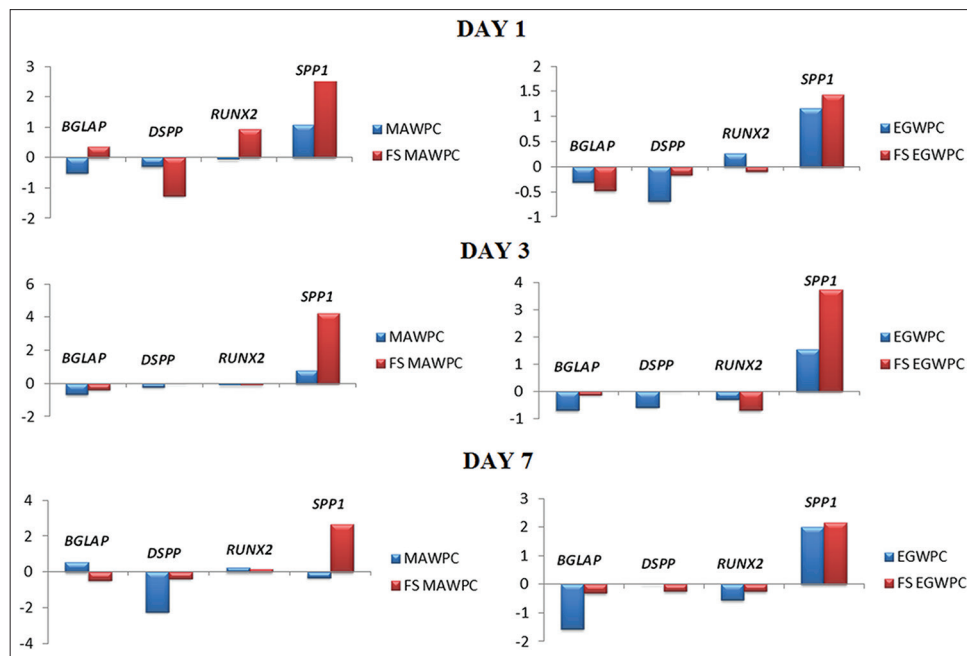 DAY 1
3
2
1
0
-1
-2
BGLAP
DSPP
RUNX2
SPP1
MAWPC
FS MAWPC
2
1.5
1
0.5
0
-0.5
-1
BGLAP
DSPP
RUNX2
SPP1
EGWPC
FS EGWPC
DAY 3
6
4
2
0
-2
BGLAP
DSPP
RUNX2
SPP1
MAWPC
FS MAWPC
4
3
2
1
0
-1
BGLAP
DSPP
RUNX2
SPP1
EGWPC
FS EGWPC
DAY 7
4
2
0
-2
-4
BGLAP
DSPP
RUNX2
SPP1
MAWPC
FS MAWPC
3
2
1
0
-1
-2
BGLAP
DSPP
RUNX2
SPP1
EGWPC
FS EGWPC